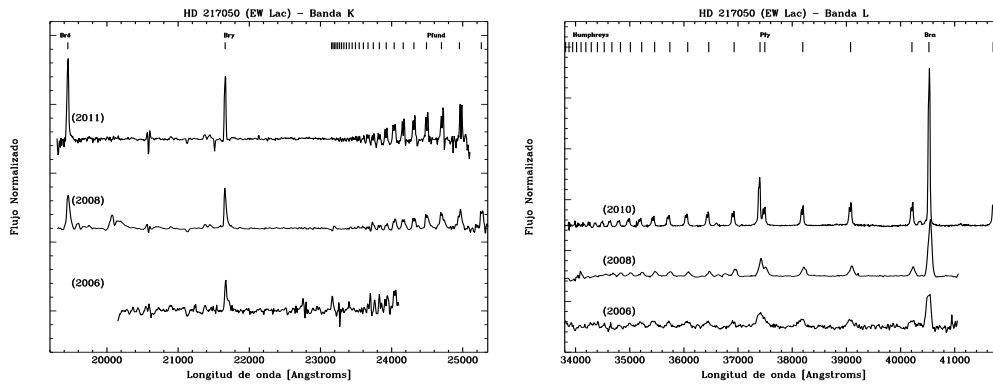 HD 217050 (EW Lac) – Banda K
Brδ
Brγ
Pfund
(2011)
(2008)
(2006)
Flujo Normalizado
20000 21000 22000 23000 24000 25000
Longitud de onda [Angstroms]
HD 217050 (EW Lac) – Banda L
Humphreys
Pfγ
Brα
(2010)
(2008)
(2006)
Flujo Normalizado
34000 35000 36000 37000 38000 39000 40000 41000
Longitud de onda [Angstroms]